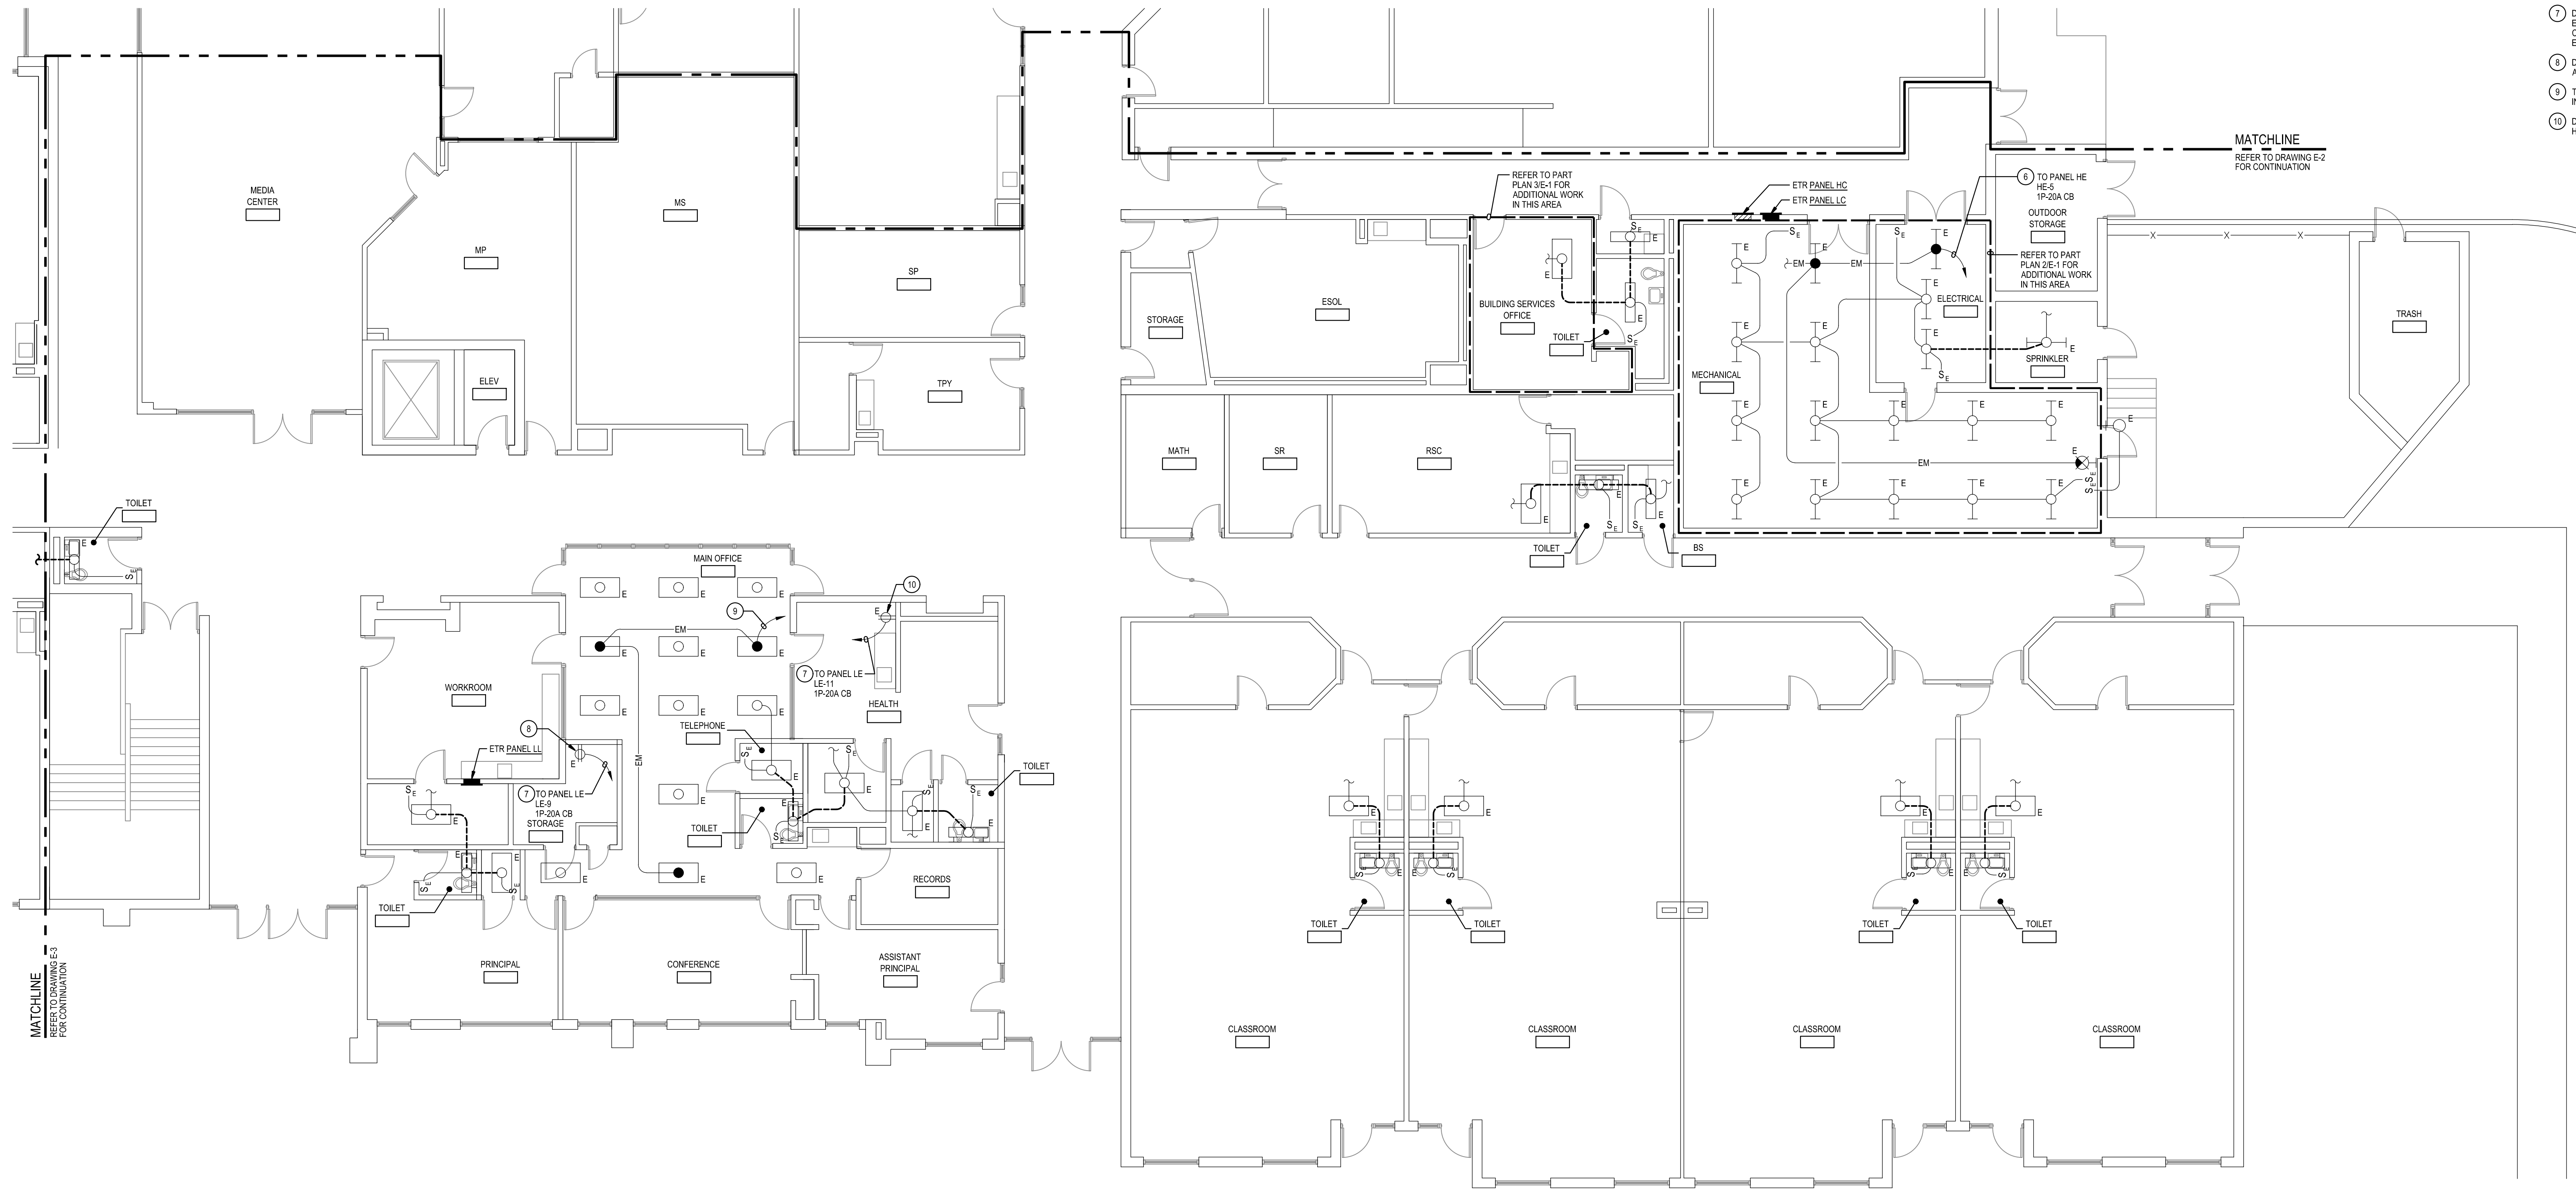 7 D
E
C
E
8 D
A
9 T
IN
10 D
H
MATCHLINE
REFER TO DRAWING E-2
FOR CONTINUATION
REFER TO PART
PLAN 3/E-1 FOR
ADDITIONAL WORK
IN THIS AREA
ETR PANEL HC
ETR PANEL LC
6 TO PANEL HE
HE-5
1P-20A CB
OUTDOOR
STORAGE
REFER TO PART
PLAN 2/E-1 FOR
ADDITIONAL WORK
IN THIS AREA
MEDIA
CENTER
MS
MP
SP
ESOL
STORAGE
BUILDING SERVICES
OFFICE
TOILET
ELECTRICAL
EM
EM
X X X
TRASH
SPRINKLER
MECHANICAL
ELEV
TPY
MATH
SR
RSC
EM
TOILET
TOILET
BS
MAIN OFFICE
10
9
EM
7 TO PANEL LE
LE-11
1P-20A CB
WORKROOM
HEALTH
8
TELEPHONE
ETR PANEL LL
EM
7 TO PANEL LE
LE-9
1P-20A CB
STORAGE
TOILET
TOILET
TOILET
RECORDS
TOILET
TOILET
TOILET
TOILET
PRINCIPAL
CONFERENCE
ASSISTANT
PRINCIPAL
MATCHLINE
REFER TO DRAWING E-3
FOR CONTINUATION
CLASSROOM
CLASSROOM
CLASSROOM
CLASSROOM